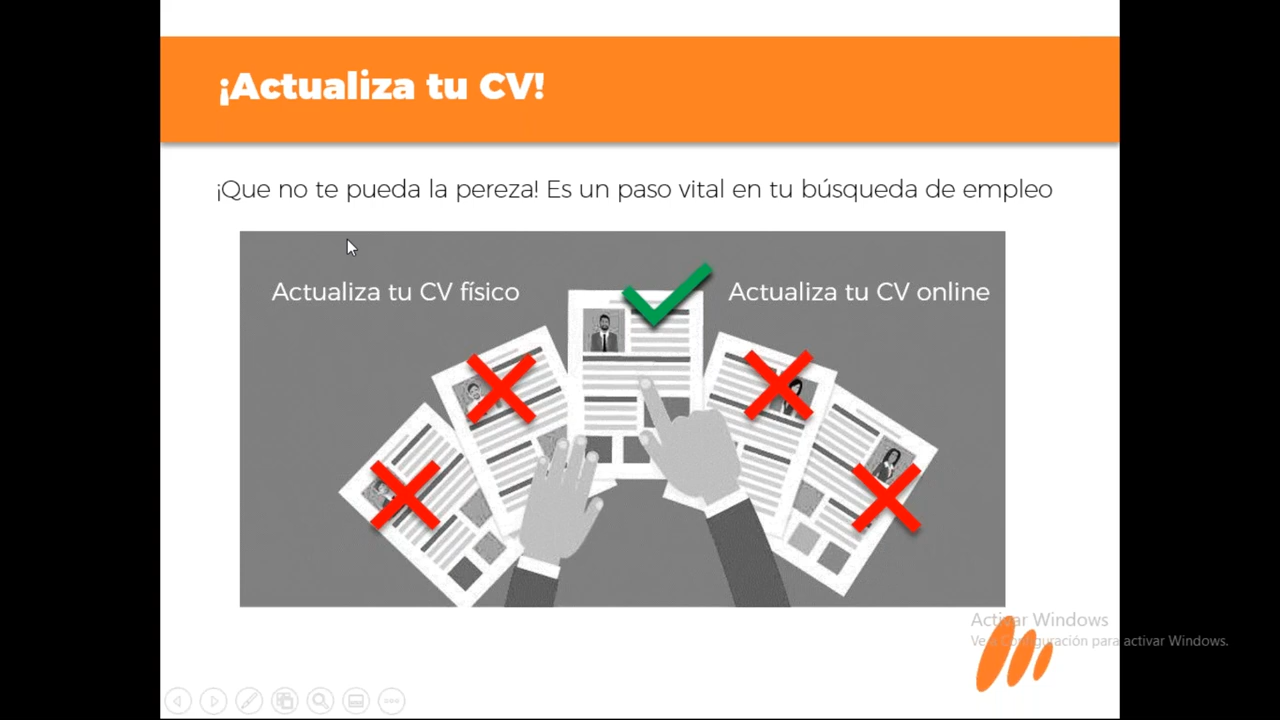 ¡Actualiza tu CV!
¡Que no te pueda la pereza! Es un paso vital en tu búsqueda de empleo
Actualiza tu CV físico
Actualiza tu CV online
Activar Windows
Ve a Configuración para activar Windows.